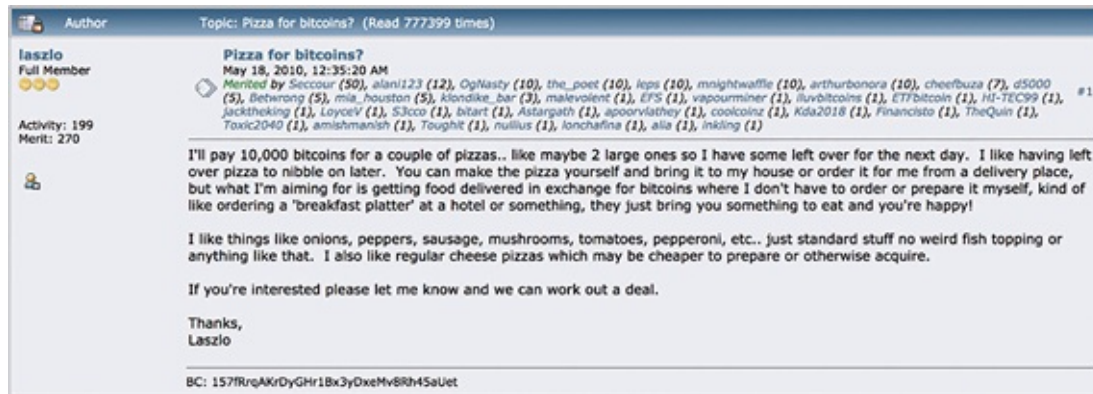 Author Topic: Pizza for bitcoins? (Read 777399 times)
laszlo
Full Member
Activity: 199
Merit: 270
Pizza for bitcoins?
May 18, 2010, 12:35:20 AM
Merited by Seccour (50), alani123 (12), OgNasty (10), the_poet (10), leps (10), mnightwaffle (10), arthurbonora (10), cheefbuza (7), d5000
(5), Betwrong (5), mia_houston (5), klondike_bar (3), malevolent (1), EFS (1), vapourminer (1), iluvbitcoins (1), ETFbitcoin (1), HI-TEC99 (1),
jacktheking (1), LoyceV (1), S3cco (1), bitart (1), Astargath (1), apoorvlathey (1), coolcoinz (1), Kda2018 (1), Financisto (1), TheQuin (1),
Toxic2040 (1), amishmanish (1), Toughit (1), nullius (1), lonchafina (1), alia (1), inkling (1)
#1
I'll pay 10,000 bitcoins for a couple of pizzas.. like maybe 2 large ones so I have some left over for the next day. I like having left
over pizza to nibble on later. You can make the pizza yourself and bring it to my house or order it for me from a delivery place,
but what I'm aiming for is getting food delivered in exchange for bitcoins where I don't have to order or prepare it myself, kind of
like ordering a 'breakfast platter' at a hotel or something, they just bring you something to eat and you're happy!
I like things like onions, peppers, sausage, mushrooms, tomatoes, pepperoni, etc.. just standard stuff no weird fish topping or
anything like that. I also like regular cheese pizzas which may be cheaper to prepare or otherwise acquire.
If you're interested please let me know and we can work out a deal.
Thanks,
Laszlo
BC: 157fRrqAKrDyGHr1Bx3yDxeMv8Rh45aUet